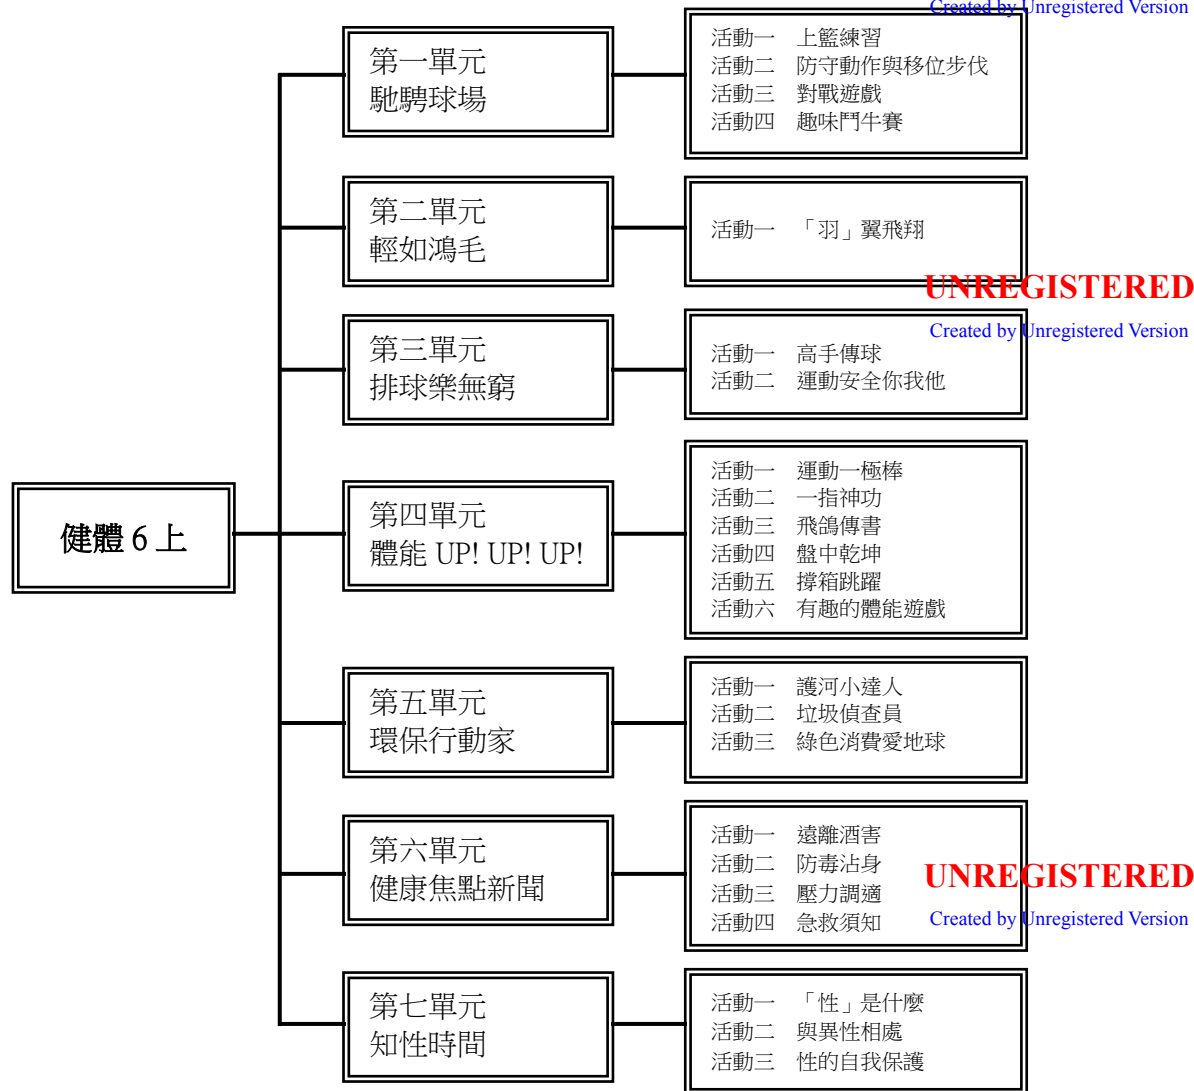 Created by Unregistered Version
健體 6 上
第一單元
馳騁球場
活動一 上籃練習
活動二 防守動作與移位步伐
活動三 對戰遊戲
活動四 趣味鬥牛賽
第二單元
輕如鴻毛
活動一 「羽」翼飛翔
UNREGISTERED
Created by Unregistered Version
第三單元
排球樂無窮
活動一 高手傳球
活動二 運動安全你我他
第四單元
體能 UP! UP! UP!
活動一 運動一極棒
活動二 一指神功
活動三 飛鴿傳書
活動四 盤中乾坤
活動五 撐箱跳躍
活動六 有趣的體能遊戲
第五單元
環保行動家
活動一 護河小達人
活動二 垃圾偵查員
活動三 綠色消費愛地球
第六單元
健康焦點新聞
活動一 遠離酒害
活動二 防毒沾身
活動三 壓力調適
活動四 急救須知
UNREGISTERED
Created by Unregistered Version
第七單元
知性時間
活動一 「性」是什麼
活動二 與異性相處
活動三 性的自我保護